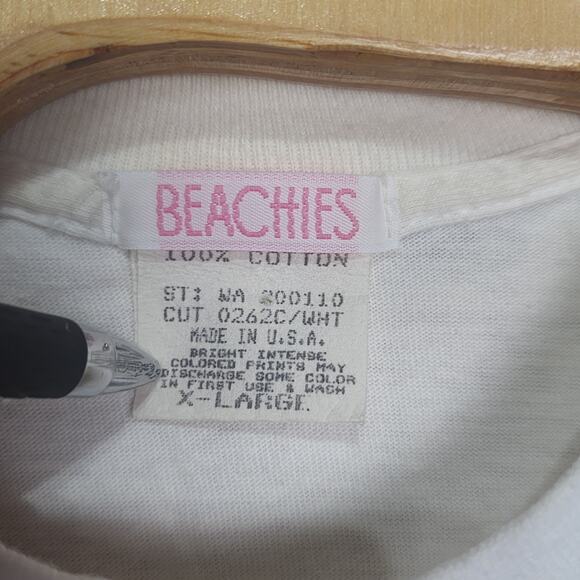 BEACHIES
100% COTTON
ST: WA 200110
CUT 0262C/WHT
MADE IN U.S.A.
BRIGHT INTENSE
COLORED PRINTS MAY
DISCHARGE SOME COLOR
IN FIRST USE & WASH
X-LARGE